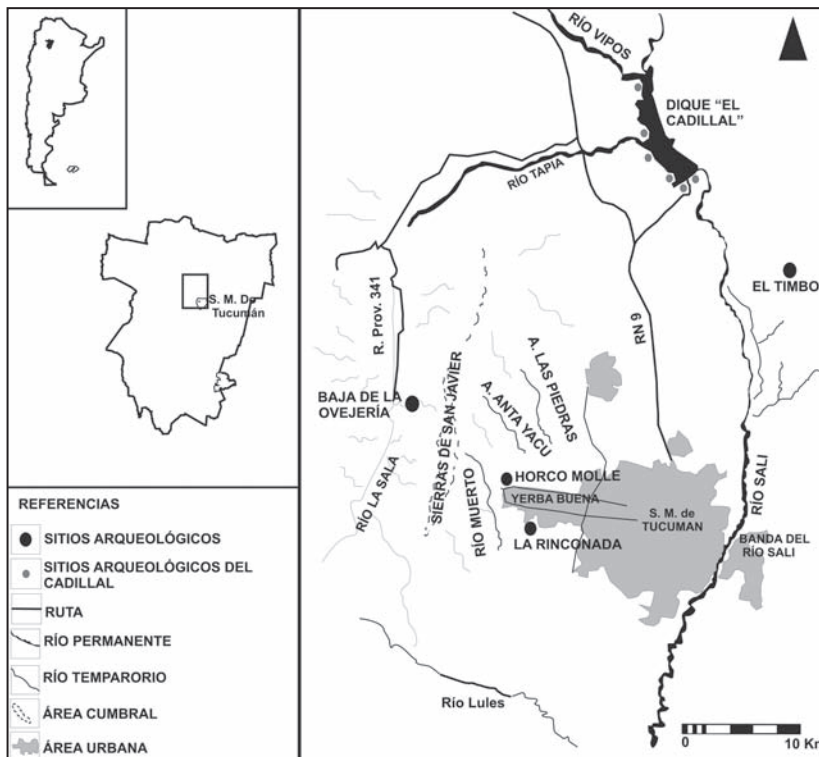 S. M. De
Tucumán
REFERENCIAS
SITIOS ARQUEOLÓGICOS
SITIOS ARQUEOLÓGICOS DEL
CADILLAL
RUTA
RÍO PERMANENTE
RÍO TEMPARORIO
ÁREA CUMBRAL
ÁREA URBANA
RÍO VIPOS
DIQUE "EL
CADILLAL"
RÍO TAPIA
EL TIMBO
R. Prov. 341
RN 9
SIERRAS DE SAN JAVIER
A. LAS PIEDRAS
A. ANTA YACU
BAJA DE LA
OVEJERÍA
RÍO LA SALA
RÍO MUERTO
HORCO MOLLE
YERBA BUENA
S. M. de
TUCUMAN
LA RINCONADA
RÍO SALI
BANDA DEL
RÍO SALI
Río Lules
0 10 Km